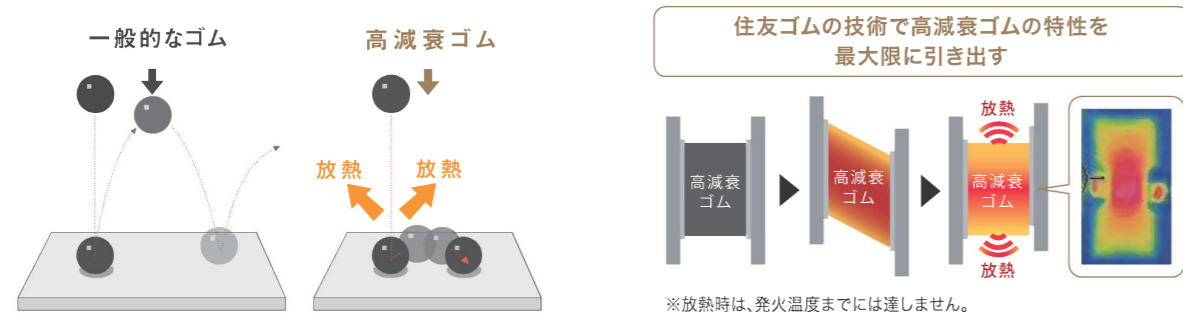 一般的なゴム
高減衰ゴム
放熱
放熱
住友ゴムの技術で高減衰ゴムの特性を
最大限に引き出す
高減衰
ゴム
高減衰
ゴム
放熱
高減衰
ゴム
放熱
※放熱時は、発火温度までには達しません。